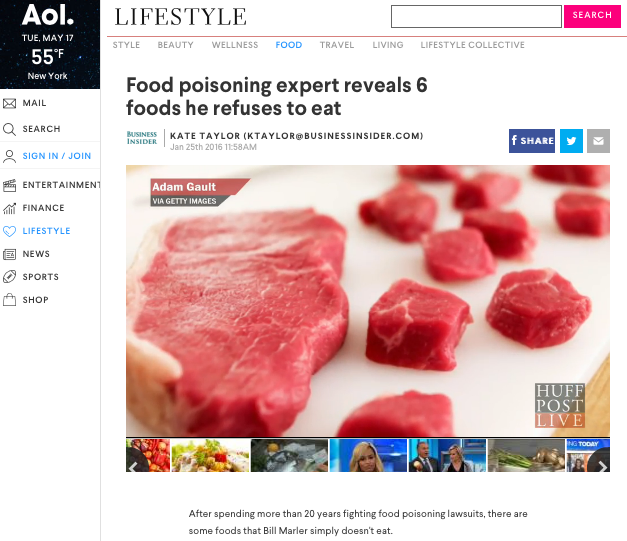 Aol.
TUE, MAY 17
55°F
New York
MAIL
SEARCH
SIGN IN / JOIN
ENTERTAINMENT
FINANCE
LIFESTYLE
NEWS
SPORTS
SHOP
LIFESTYLE
SEARCH
STYLE BEAUTY WELLNESS FOOD TRAVEL LIVING LIFESTYLE COLLECTIVE
Food poisoning expert reveals 6
foods he refuses to eat
BUSINESS
INSIDER
KATE TAYLOR (KTAYLOR@BUSINESSINSIDER.COM)
Jan 25th 2016 11:58AM
f SHARE
Adam Gault
VIA GETTY IMAGES
HUFF
POST
LIVE
ING TODAY
After spending more than 20 years fighting food poisoning lawsuits, there are
some foods that Bill Marler simply doesn't eat.